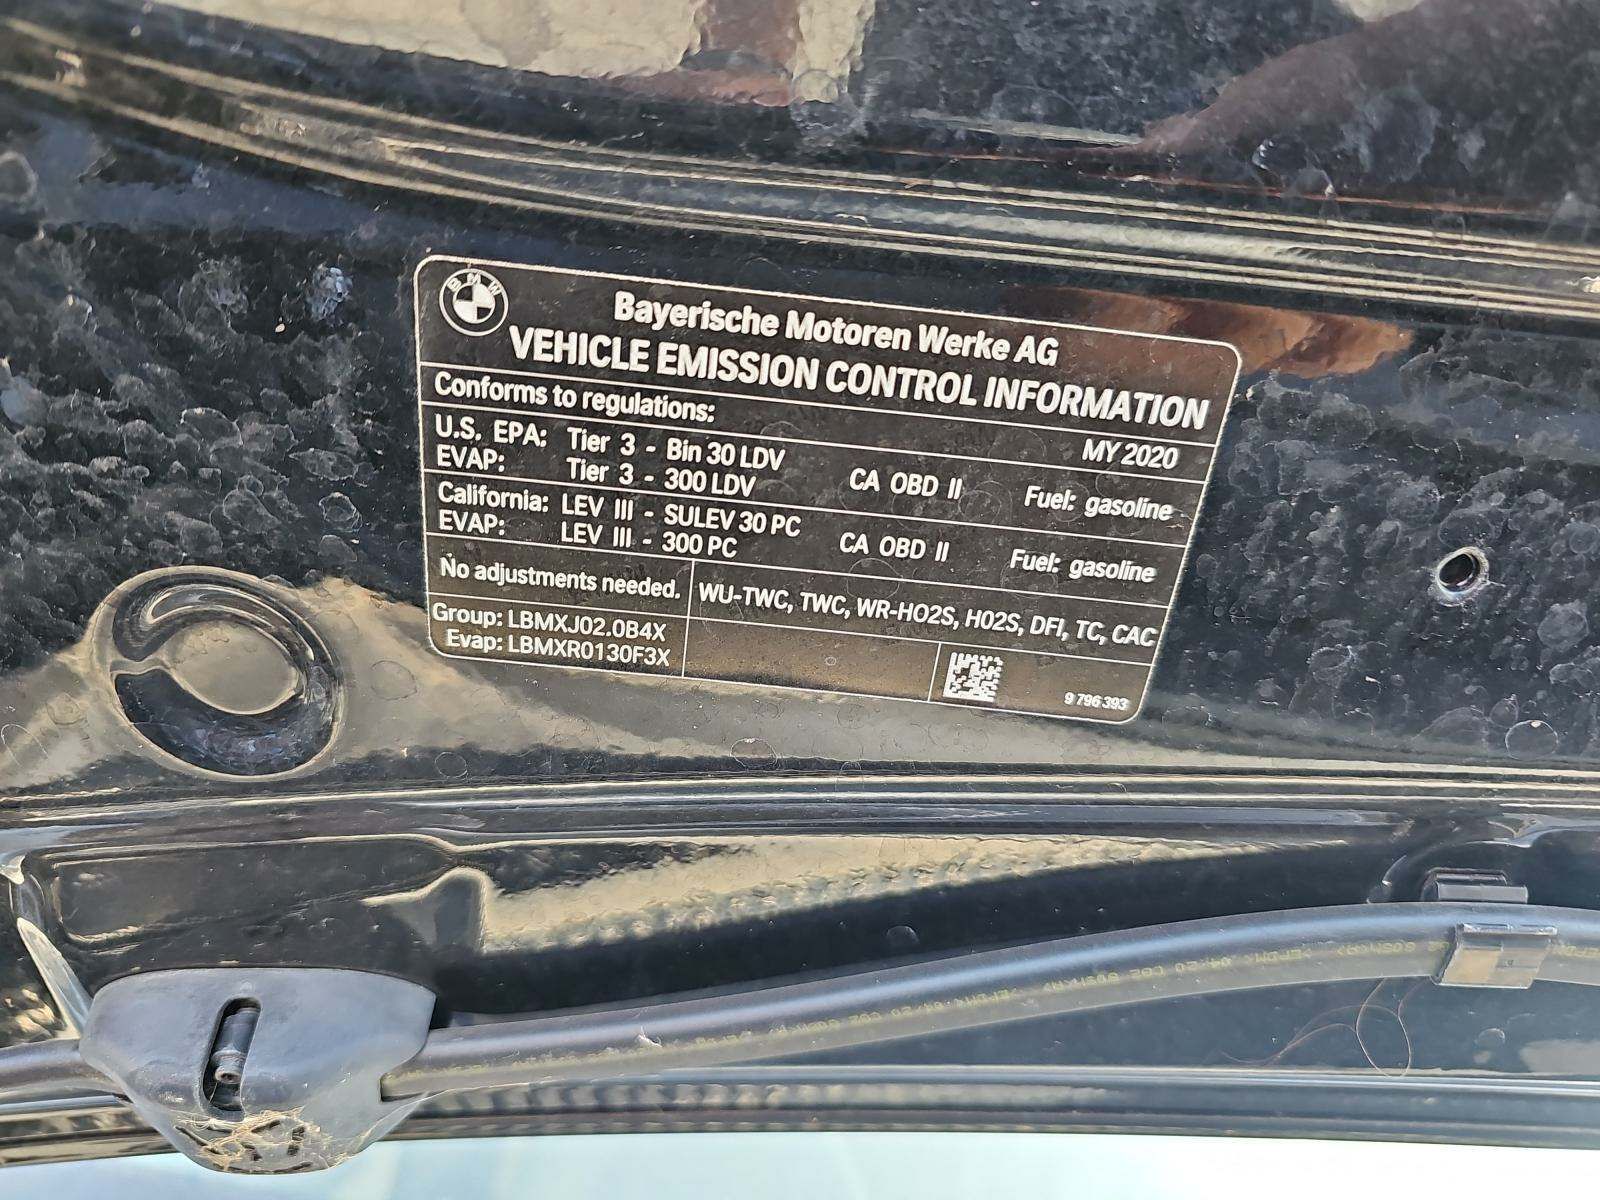 BMW
Bayerische Motoren Werke AG
VEHICLE EMISSION CONTROL INFORMATION
Conforms to regulations:
MY 2020
U.S. EPA: Tier 3 - Bin 30 LDV
EVAP: Tier 3 - 300 LDV
CA OBD II Fuel: gasoline
California: LEV III - SULEV 30 PC
EVAP: LEV III - 300 PC
CA OBD II Fuel: gasoline
No adjustments needed.
WU-TWC, TWC, WR-HO2S, HO2S, DFI, TC, CAC
Group: LBMXJ02.0B4X
Evap: LBMXR0130F3X
9 796 393